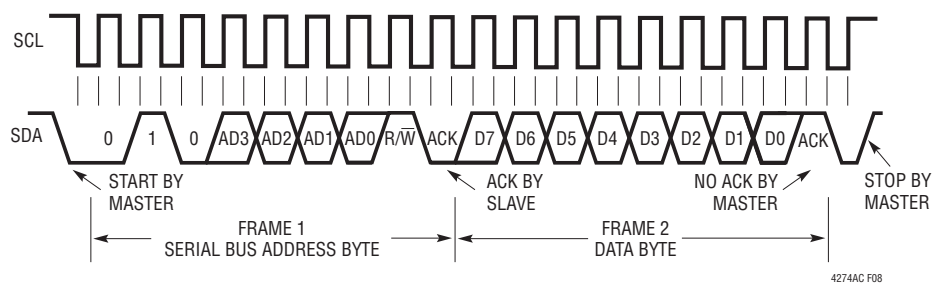 SCL
SDA
0 1 0 AD3 AD2 AD1 AD0 R/W̅ ACK D7 D6 D5 D4 D3 D2 D1 D0 ACK
START BY
MASTER
ACK BY
SLAVE
NO ACK BY
MASTER
STOP BY
MASTER
FRAME 1
SERIAL BUS ADDRESS BYTE
FRAME 2
DATA BYTE
4274AC F08